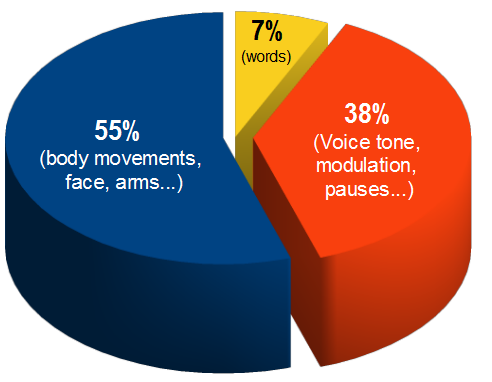 7%
(words)
38%
(Voice tone,
modulation,
pauses...)
55%
(body movements,
face, arms...)